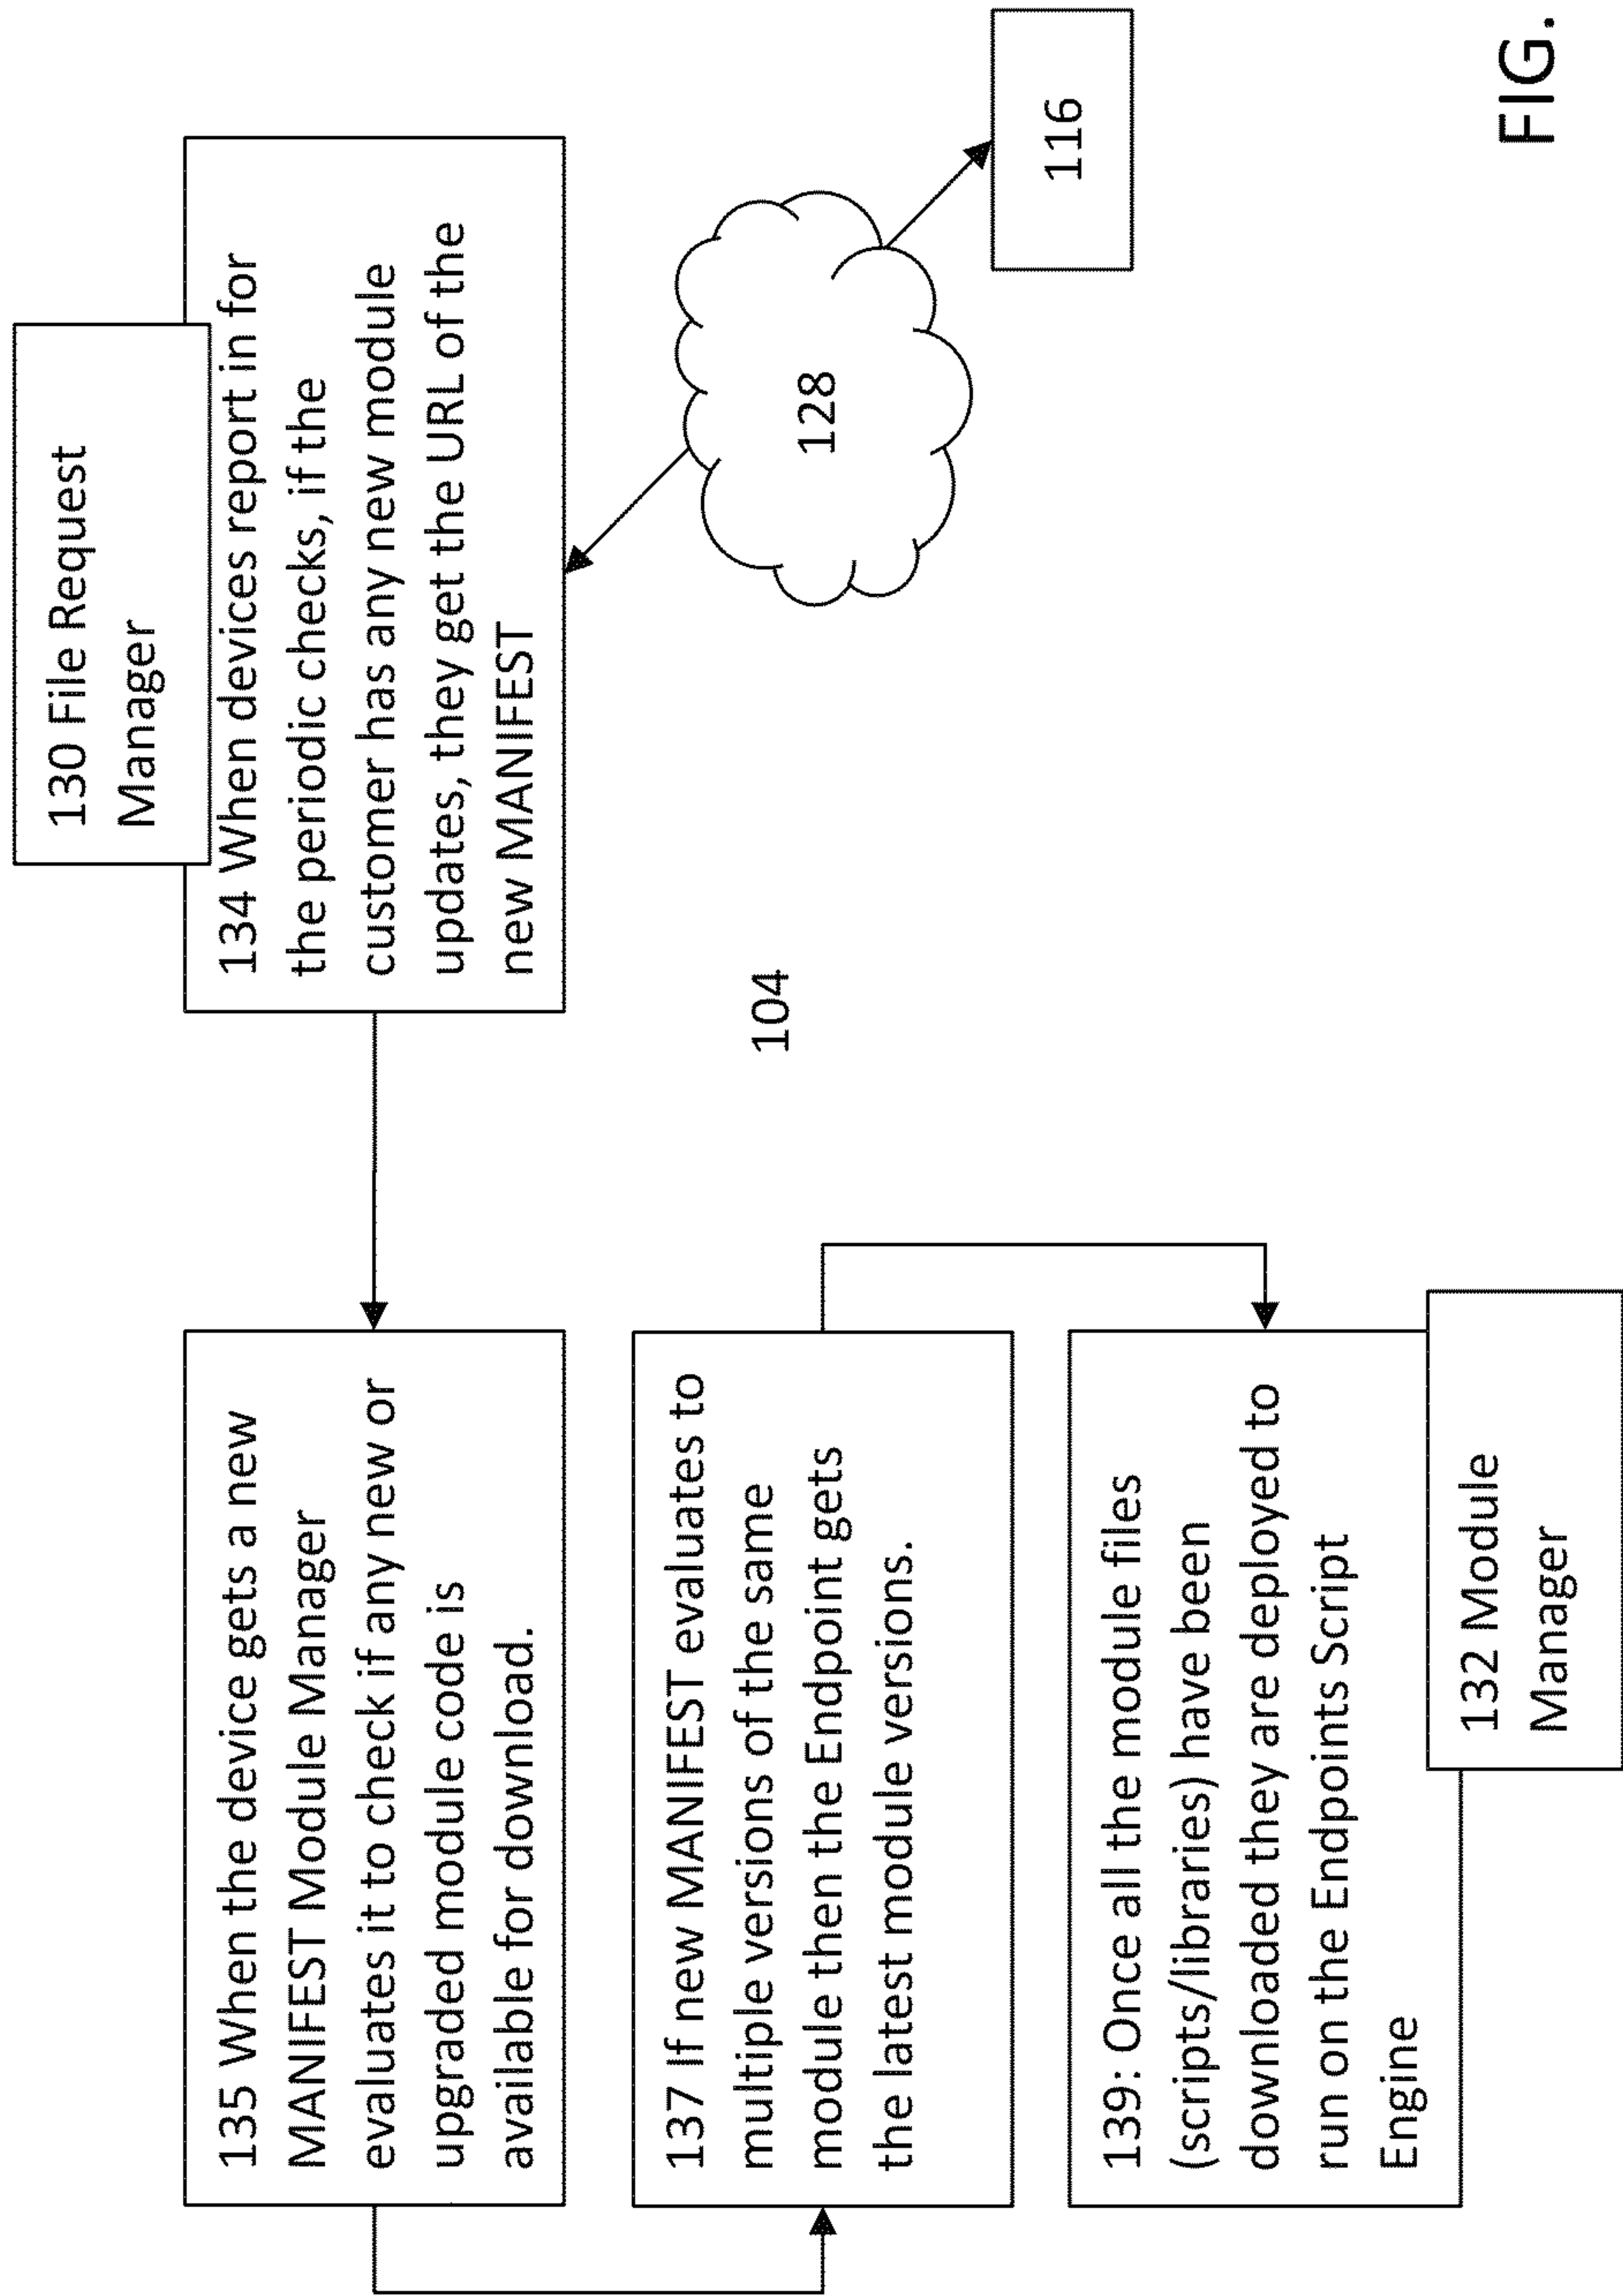 130 File Request
Manager
134 When devices report in for
the periodic checks, if the
customer has any new module
updates, they get the URL of the
new MANIFEST
135 When the device gets a new
MANIFEST Module Manager
evaluates it to check if any new or
upgraded module code is
available for download.
137 If new MANIFEST evaluates to
multiple versions of the same
module then the Endpoint gets
the latest module versions.
139: Once all the module files
(scripts/libraries) have been
downloaded they are deployed to
run on the Endpoints Script
Engine
132 Module
Manager
104
128
116
FIG.